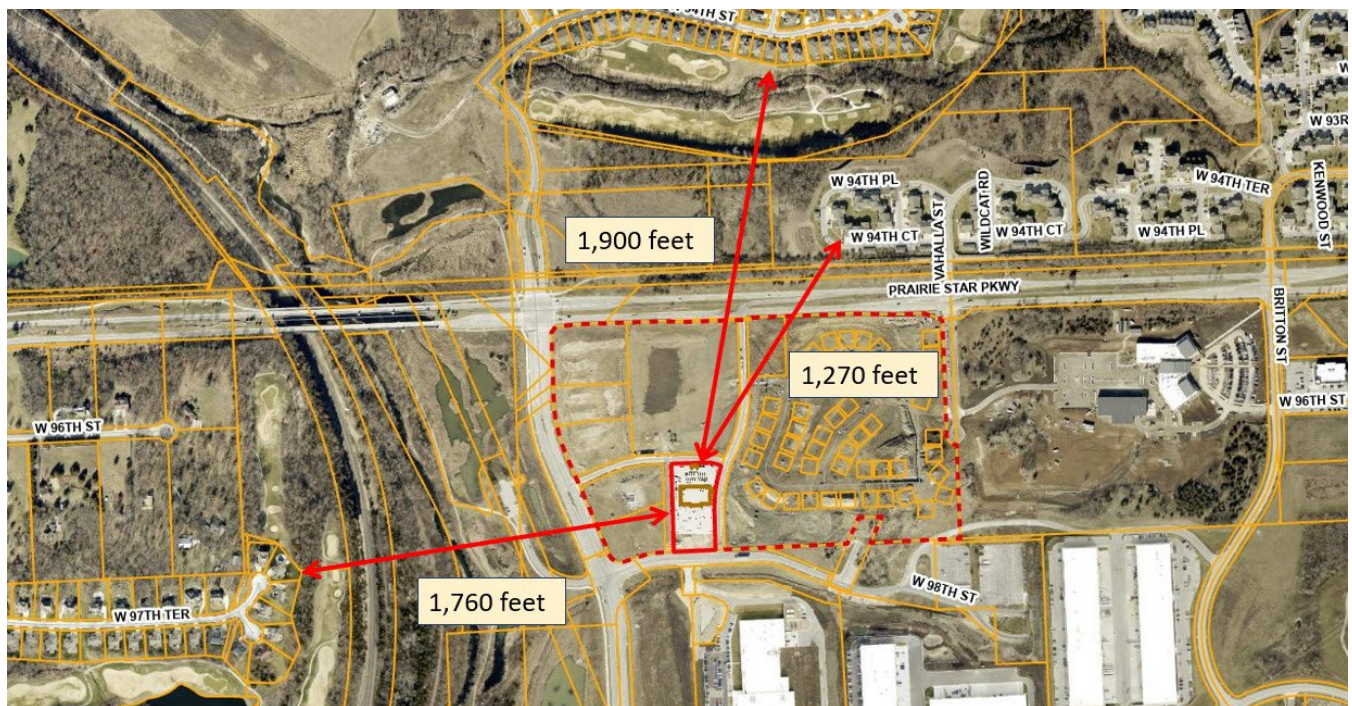 W 94TH ST
W 93R
W 94TH PL
W 94TH TER
KENWOOD ST
1,900 feet
W 94TH CT
VAHALLA ST
WILDCAT RD
W 94TH CT
W 94TH PL
PRAIRIE STAR PKWY
BRITTON ST
1,270 feet
W 96TH ST
W 96TH ST
1,760 feet
W 98TH ST
W 97TH TER